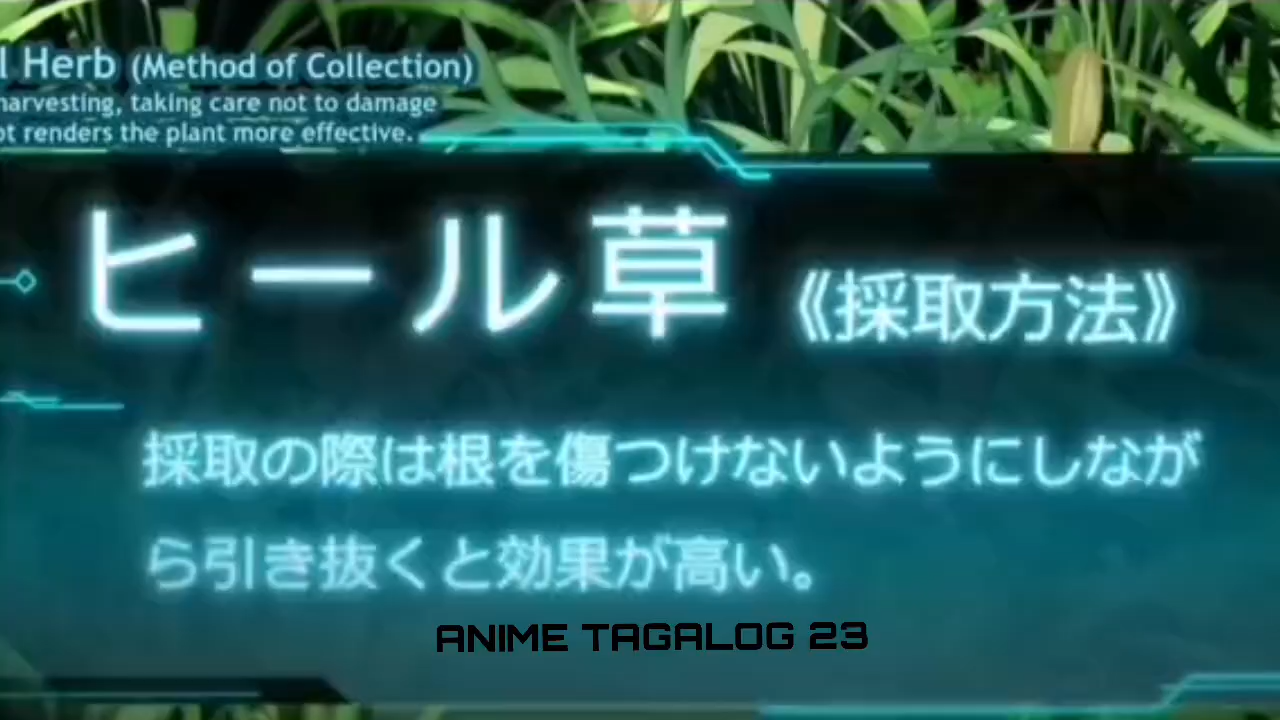 l Herb (Method of Collection)
harvesting, taking care not to damage
ot renders the plant more effective.
ヒール草 《採取方法》
採取の際は根を傷つけないようにしなが
ら引き抜くと効果が高い。
ANIME TAGALOG 23